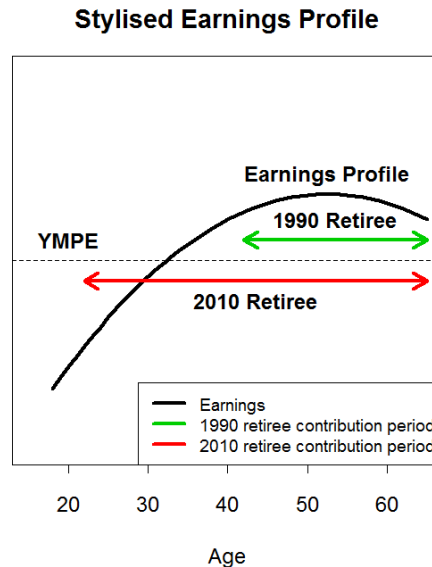 Stylised Earnings Profile
Earnings Profile
1990 Retiree
YMPE
2010 Retiree
Earnings
1990 retiree contribution period
2010 retiree contribution period
20 30 40 50 60
Age